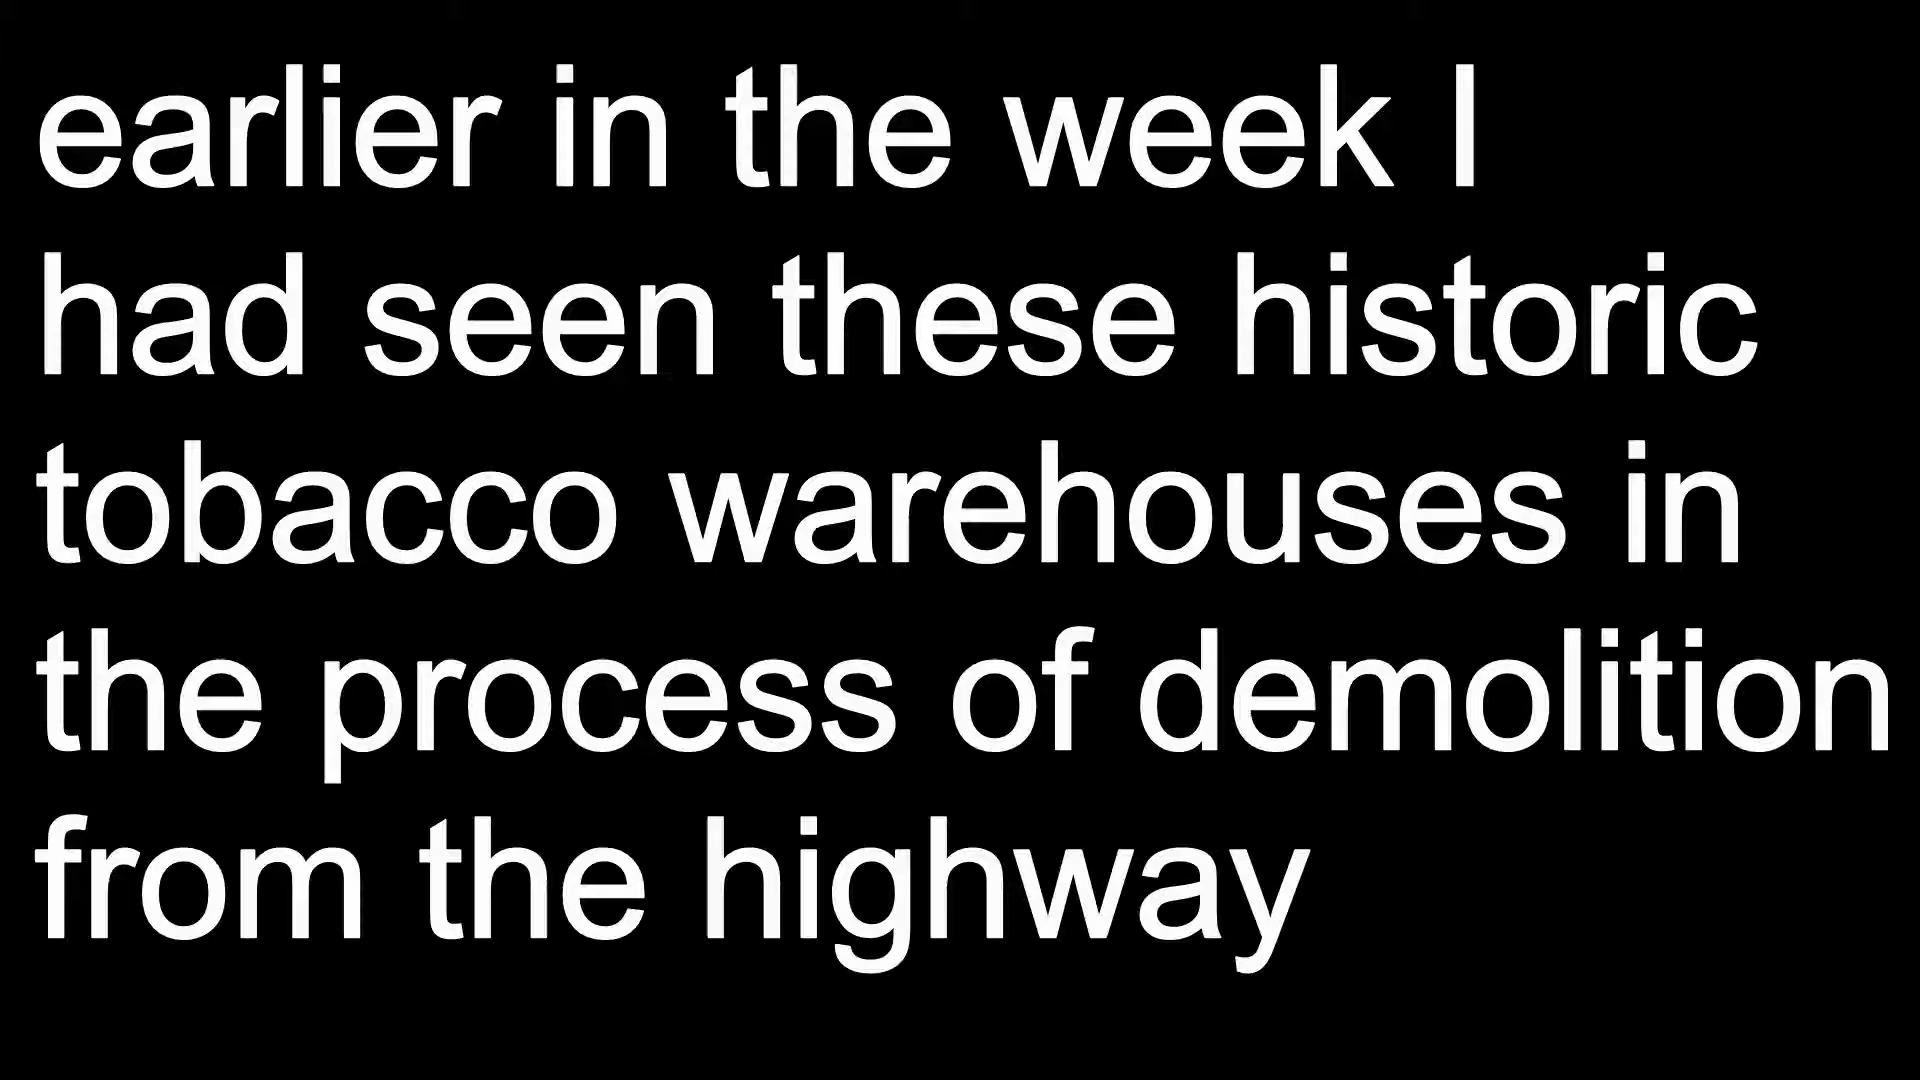 earlier in the week I
had seen these historic
tobacco warehouses in
the process of demolition
from the highway